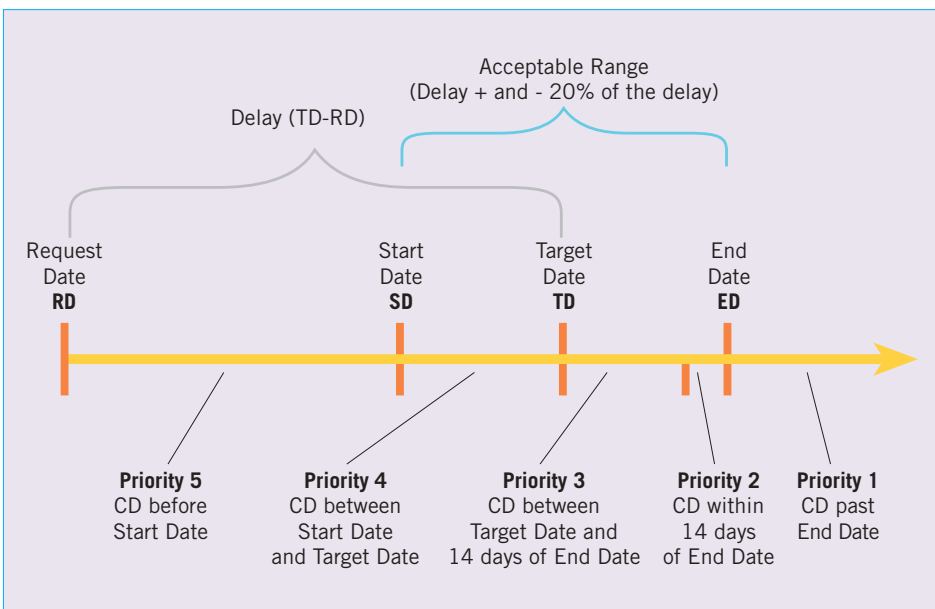 Acceptable Range
(Delay + and - 20% of the delay)
Delay (TD-RD)
Request
Date
RD
Start
Date
SD
Target
Date
TD
End
Date
ED
Priority 5
CD before
Start Date
Priority 4
CD between
Start Date
and Target Date
Priority 3
CD between
Target Date and
14 days of End Date
Priority 2
CD within
14 days
of End Date
Priority 1
CD past
End Date